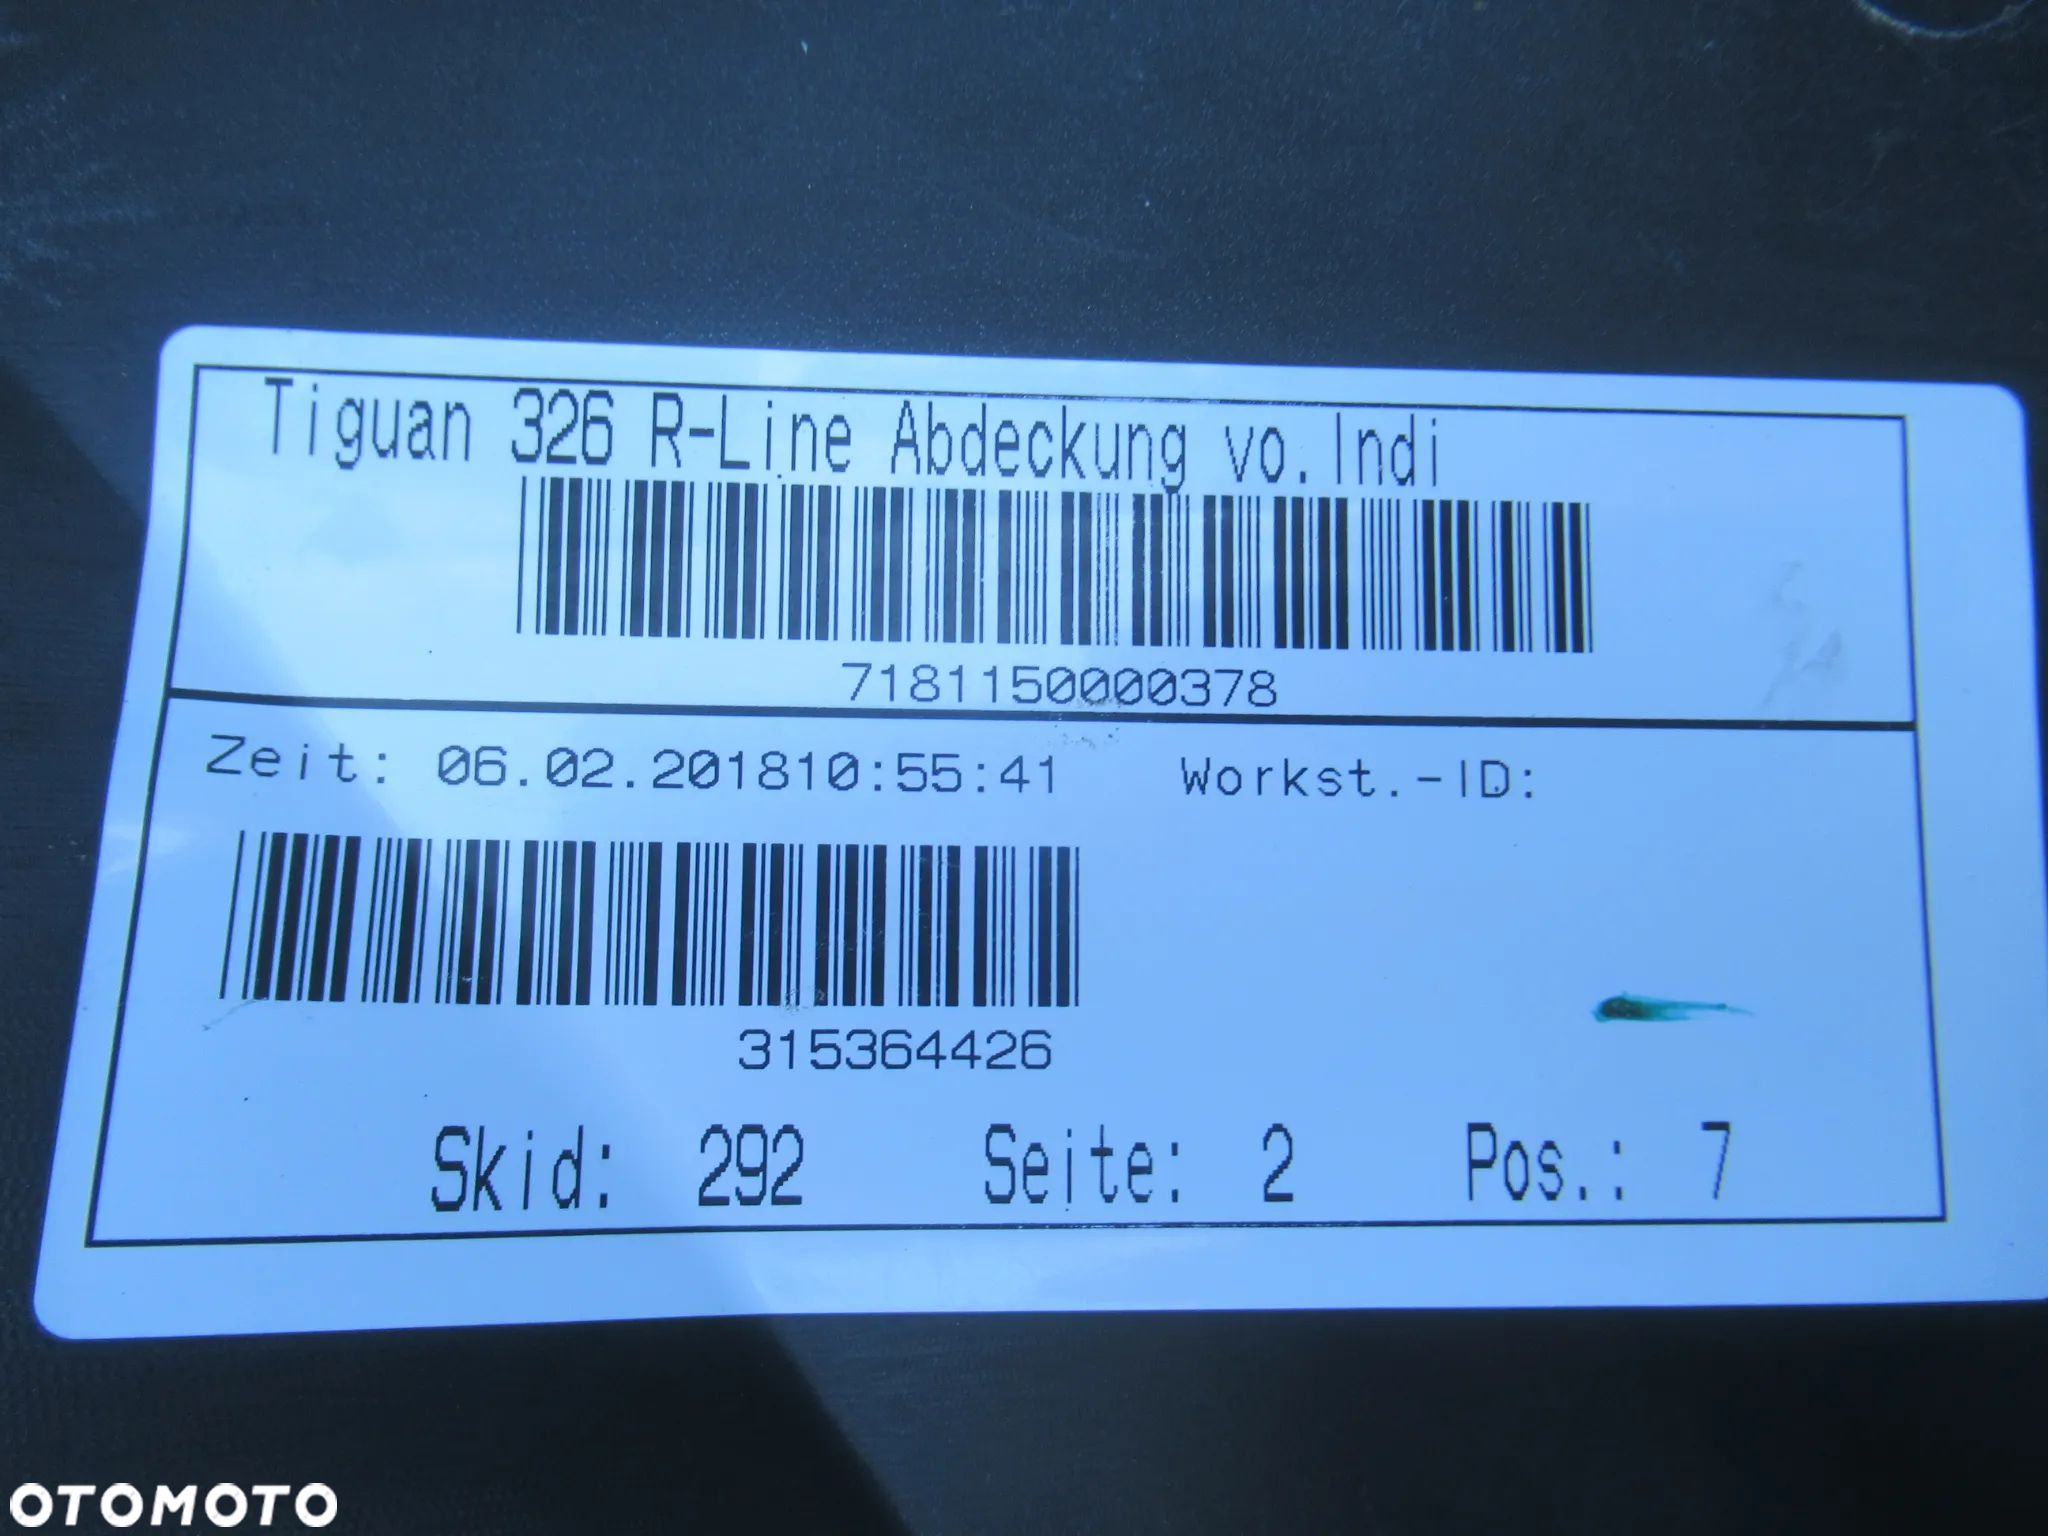 Tiguan 326 R-Line Abdeckung vo.Indi
7181150000378
Zeit: 06.02.201810:55:41 Workst.-ID:
315364426
Skid: 292 Seite: 2 Pos.: 7
OTOMOTO